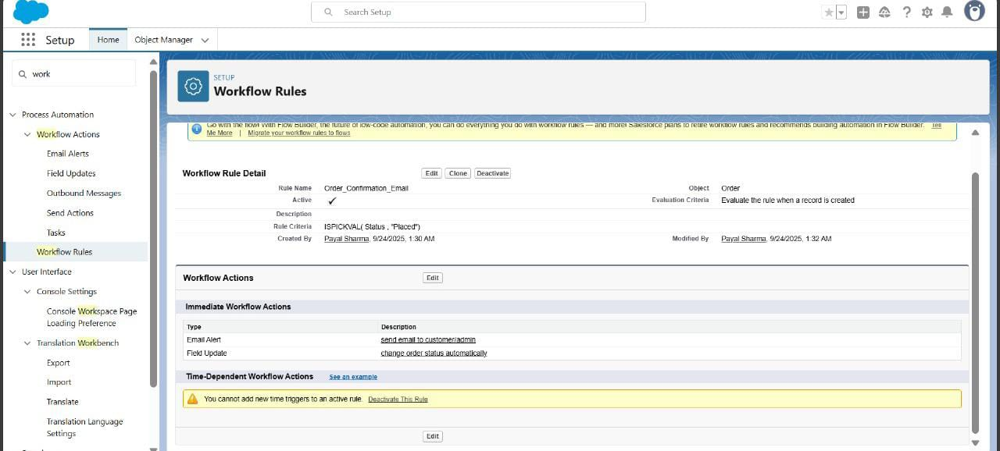 Search Setup
Setup
Home
Object Manager
work
Process Automation
Workflow Actions
Email Alerts
Field Updates
Outbound Messages
Send Actions
Tasks
Workflow Rules
User Interface
Console Settings
Console Workspace Page
Loading Preference
Translation Workbench
Export
Import
Translate
Translation Language
Settings
SETUP
Workflow Rules
Go with the flow! With Flow Builder, the future of low-code automation, you can do everything you do with workflow rules — and more! Salesforce plans to retire workflow rules and recommends building automation in Flow Builder. Tell
Me More | Migrate your workflow rules to flows
Workflow Rule Detail Edit Clone Deactivate
Rule Name Order_Confirmation_Email Object Order
Active ✓ Evaluation Criteria Evaluate the rule when a record is created
Description
Rule Criteria ISPICKVAL( Status , "Placed")
Created By Payal Sharma, 9/24/2025, 1:30 AM Modified By Payal Sharma, 9/24/2025, 1:32 AM
Workflow Actions Edit
Immediate Workflow Actions
Type Description
Email Alert send email to customer/admin
Field Update change order status automatically
Time-Dependent Workflow Actions See an example
You cannot add new time triggers to an active rule. Deactivate This Rule
Edit